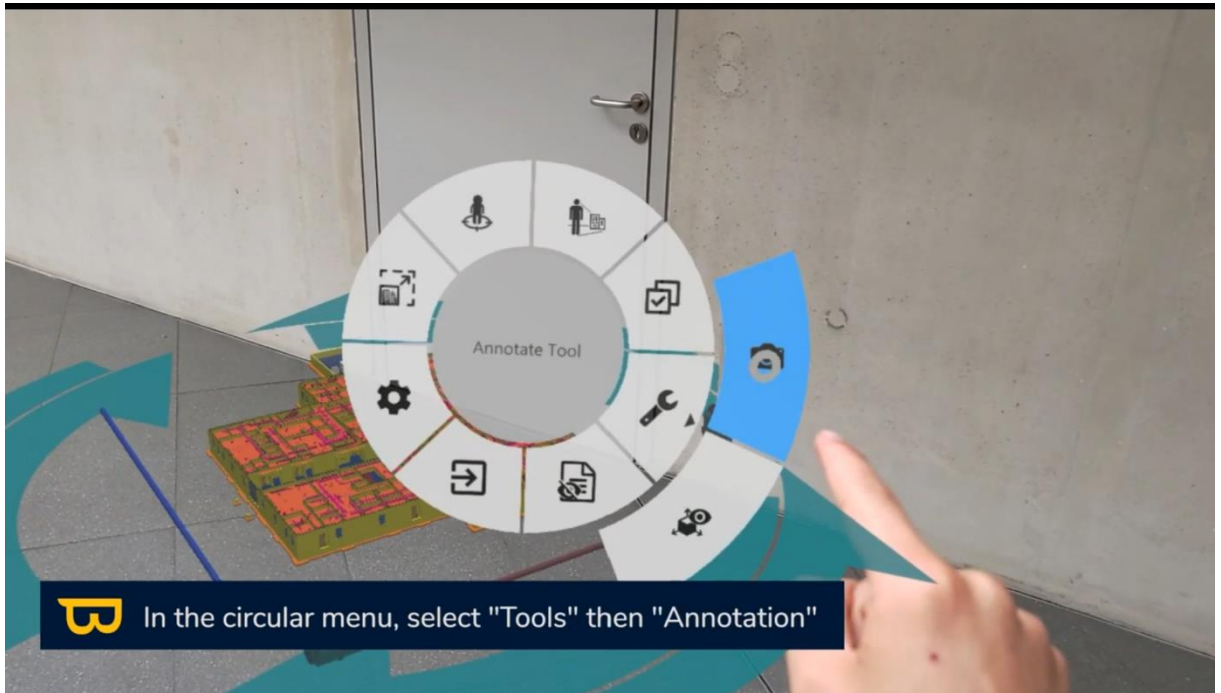 Annotate Tool
In the circular menu, select "Tools" then "Annotation"